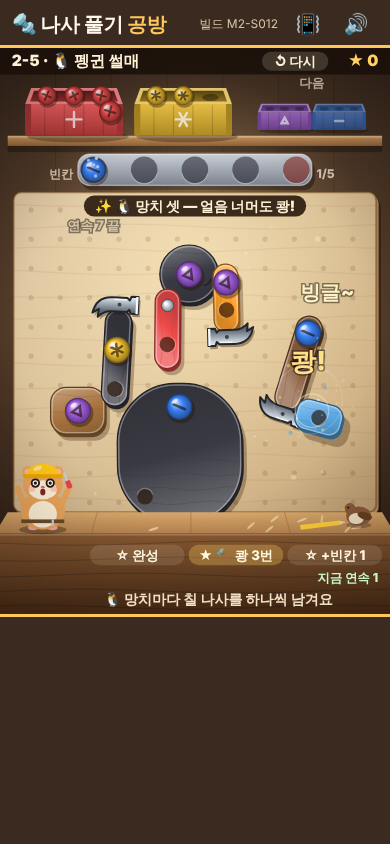 나사 풀기 공방
빌드 M2-S012
2-5 · 펭귄 썰매
다시
★ 0
다음
빈칸
1/5
망치 셋 — 얼음 너머도 쾅!
연속 7 끝
빙글~
쾅!
☆ 완성
★ 쾅 3번
☆ +빈칸 1
지금 연속 1
망치마다 칠 나사를 하나씩 남겨요